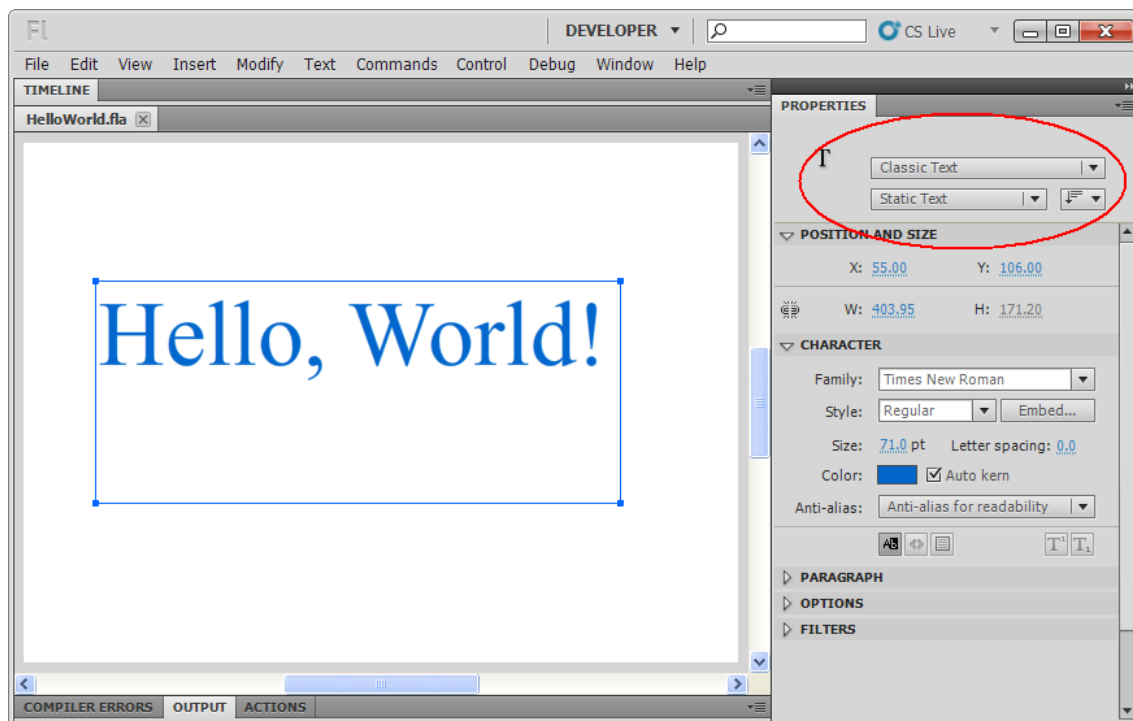 Fl DEVELOPER CS Live
File Edit View Insert Modify Text Commands Control Debug Window Help
TIMELINE
HelloWorld.fla
Hello, World!
COMPILER ERRORS OUTPUT ACTIONS
PROPERTIES
T
Classic Text
Static Text
POSITION AND SIZE
X: 55.00 Y: 106.00
W: 403.95 H: 171.20
CHARACTER
Family: Times New Roman
Style: Regular Embed...
Size: 71.0 pt Letter spacing: 0.0
Color: Auto kern
Anti-alias: Anti-alias for readability
AB T¹ T₁
PARAGRAPH
OPTIONS
FILTERS